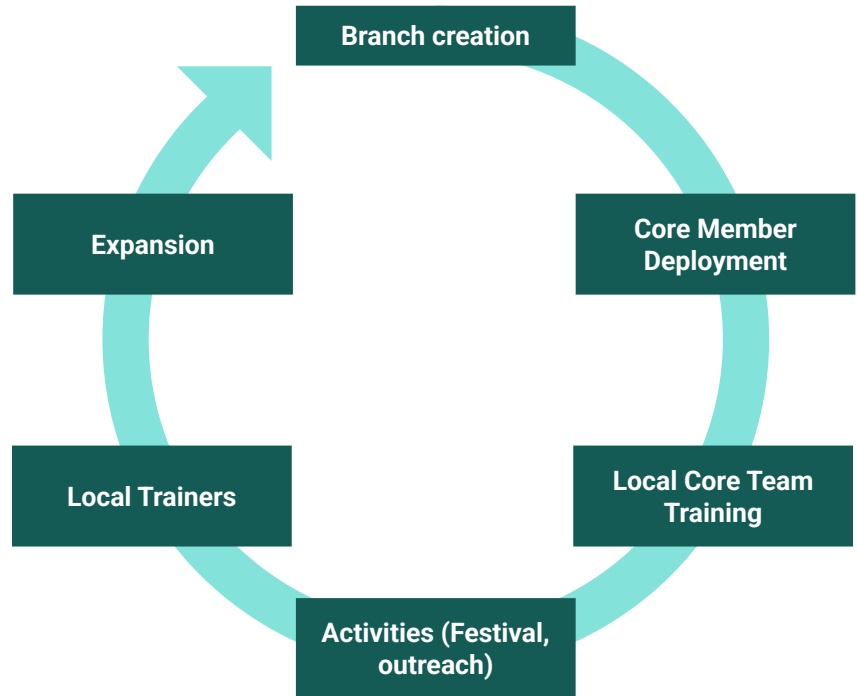 Branch creation
Core Member
Deployment
Local Core Team
Training
Activities (Festival,
outreach)
Local Trainers
Expansion